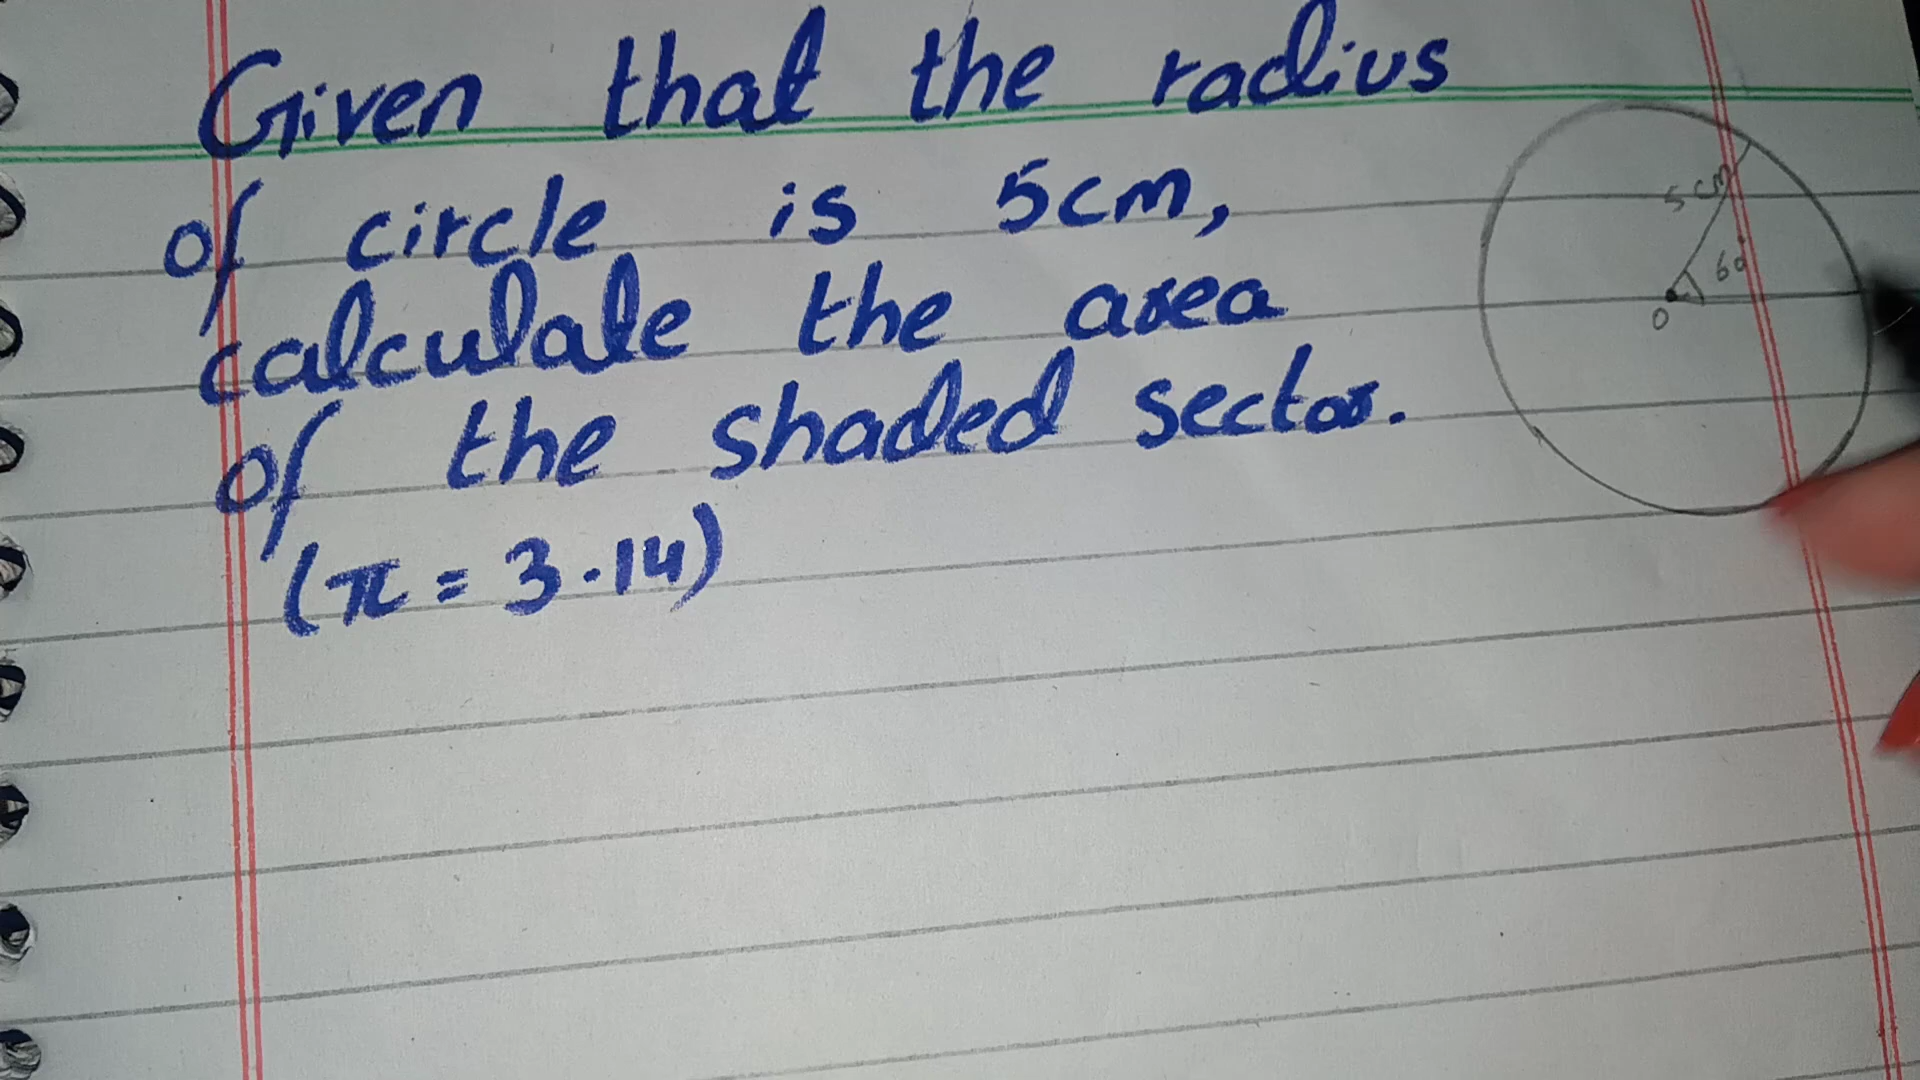 Given that the radius
of circle is 5cm,
calculate the area
of the shaded sector.
(π = 3.14)
5cm
60°
O